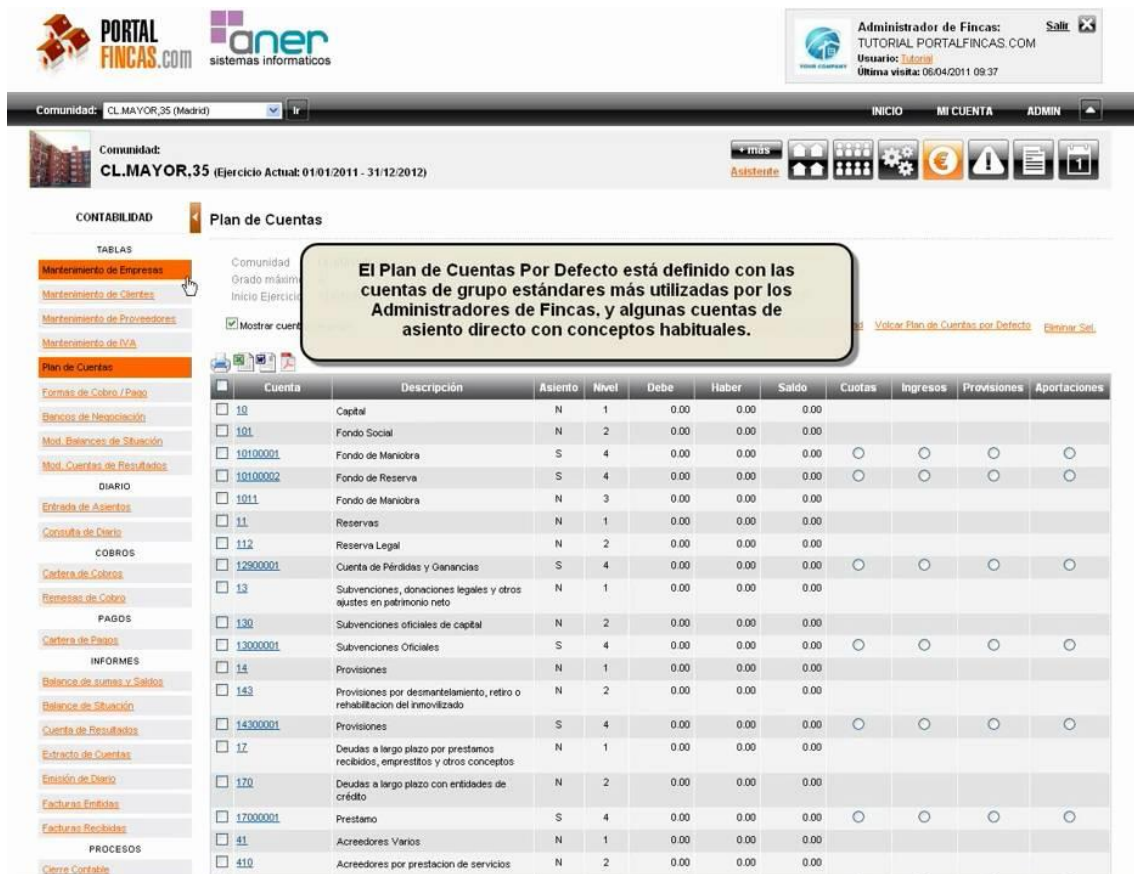 PORTAL
FINCAS.com
aner
sistemas informaticos
YOUR COMPANY
Administrador de Fincas:
TUTORIAL PORTALFINCAS.COM
Usuario: Tutorial
Última visita: 06/04/2011 09:37
Salir
Comunidad: CL.MAYOR,35 (Madrid) Ir
INICIO MI CUENTA ADMIN
Comunidad:
CL.MAYOR,35 (Ejercicio Actual: 01/01/2011 - 31/12/2012)
+ más
Asistente
1
CONTABILIDAD
TABLAS
Mantenimiento de Empresas
Mantenimiento de Clientes
Mantenimiento de Proveedores
Mantenimiento de IVA
Plan de Cuentas
Formas de Cobro / Pago
Bancos de Negociación
Mod. Balances de Situación
Mod. Cuentas de Resultados
DIARIO
Entrada de Asientos
Consulta de Diario
COBROS
Cartera de Cobros
Remesas de Cobro
PAGOS
Cartera de Pagos
INFORMES
Balance de sumas y Saldos
Balance de Situación
Cuenta de Resultados
Extracto de Cuentas
Emisión de Diario
Facturas Emitidas
Facturas Recibidas
PROCESOS
Cierre Contable
Plan de Cuentas
Comunidad
Grado máxim
Inicio Ejercici
Mostrar cuent
El Plan de Cuentas Por Defecto está definido con las
cuentas de grupo estándares más utilizadas por los
Administradores de Fincas, y algunas cuentas de
asiento directo con conceptos habituales.
Volcar Plan de Cuentas por Defecto Eliminar Sel.
Cuenta Descripción Asiento Nivel Debe Haber Saldo Cuotas Ingresos Provisiones Aportaciones
10 Capital N 1 0.00 0.00 0.00
101 Fondo Social N 2 0.00 0.00 0.00
10100001 Fondo de Maniobra S 4 0.00 0.00 0.00
10100002 Fondo de Reserva S 4 0.00 0.00 0.00
1011 Fondo de Maniobra N 3 0.00 0.00 0.00
11 Reservas N 1 0.00 0.00 0.00
112 Reserva Legal N 2 0.00 0.00 0.00
12900001 Cuenta de Pérdidas y Ganancias S 4 0.00 0.00 0.00
13 Subvenciones, donaciones legales y otros N 1 0.00 0.00 0.00
ajustes en patrimonio neto
130 Subvenciones oficiales de capital N 2 0.00 0.00 0.00
13000001 Subvenciones Oficiales S 4 0.00 0.00 0.00
14 Provisiones N 1 0.00 0.00 0.00
143 Provisiones por desmantelamiento, retiro o N 2 0.00 0.00 0.00
rehabilitacion del inmovilizado
14300001 Provisiones S 4 0.00 0.00 0.00
17 Deudas a largo plazo por prestamos N 1 0.00 0.00 0.00
recibidos, emprestitos y otros conceptos
170 Deudas a largo plazo con entidades de N 2 0.00 0.00 0.00
crédito
17000001 Prestamo S 4 0.00 0.00 0.00
41 Acreedores Varios N 1 0.00 0.00 0.00
410 Acreedores por prestacion de servicios N 2 0.00 0.00 0.00